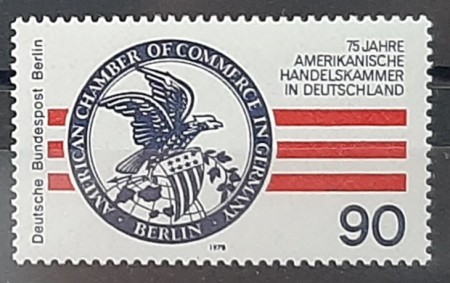 Deutsche Bundespost Berlin
75 JAHRE
AMERIKANISCHE
HANDELSKAMMER
IN DEUTSCHLAND
AMERICAN CHAMBER OF COMMERCE IN GERMANY
· BERLIN ·
1978
90